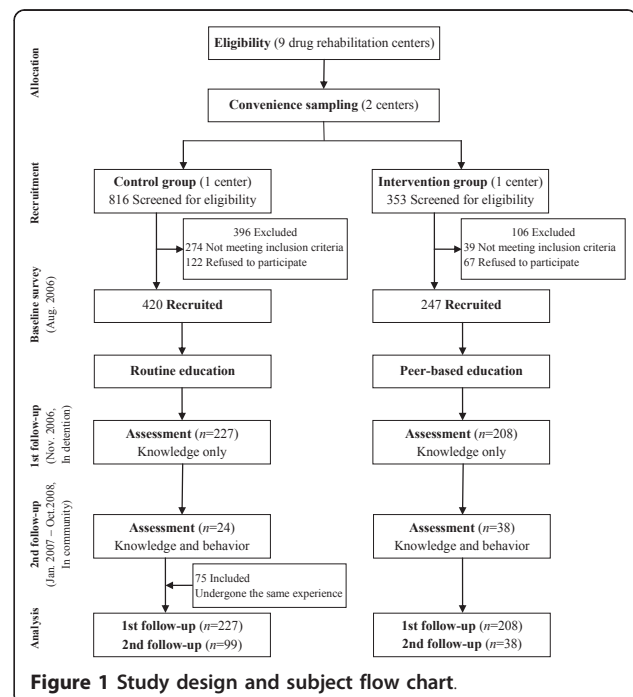 Allocation
Eligibility (9 drug rehabilitation centers)
Convenience sampling (2 centers)
Recruitment
Control group (1 center)
816 Screened for eligibility
Intervention group (1 center)
353 Screened for eligibility
396 Excluded
274 Not meeting inclusion criteria
122 Refused to participate
106 Excluded
39 Not meeting inclusion criteria
67 Refused to participate
Baseline survey
(Aug. 2006)
420 Recruited
247 Recruited
Routine education
Peer-based education
1st follow-up
(Nov. 2006,
In detention)
Assessment (n=227)
Knowledge only
Assessment (n=208)
Knowledge only
2nd follow-up
(Jan. 2007 – Oct.2008,
In community)
Assessment (n=24)
Knowledge and behavior
Assessment (n=38)
Knowledge and behavior
75 Included
Undergone the same experience
Analysis
1st follow-up (n=227)
2nd follow-up (n=99)
1st follow-up (n=208)
2nd follow-up (n=38)
Figure 1 Study design and subject flow chart.